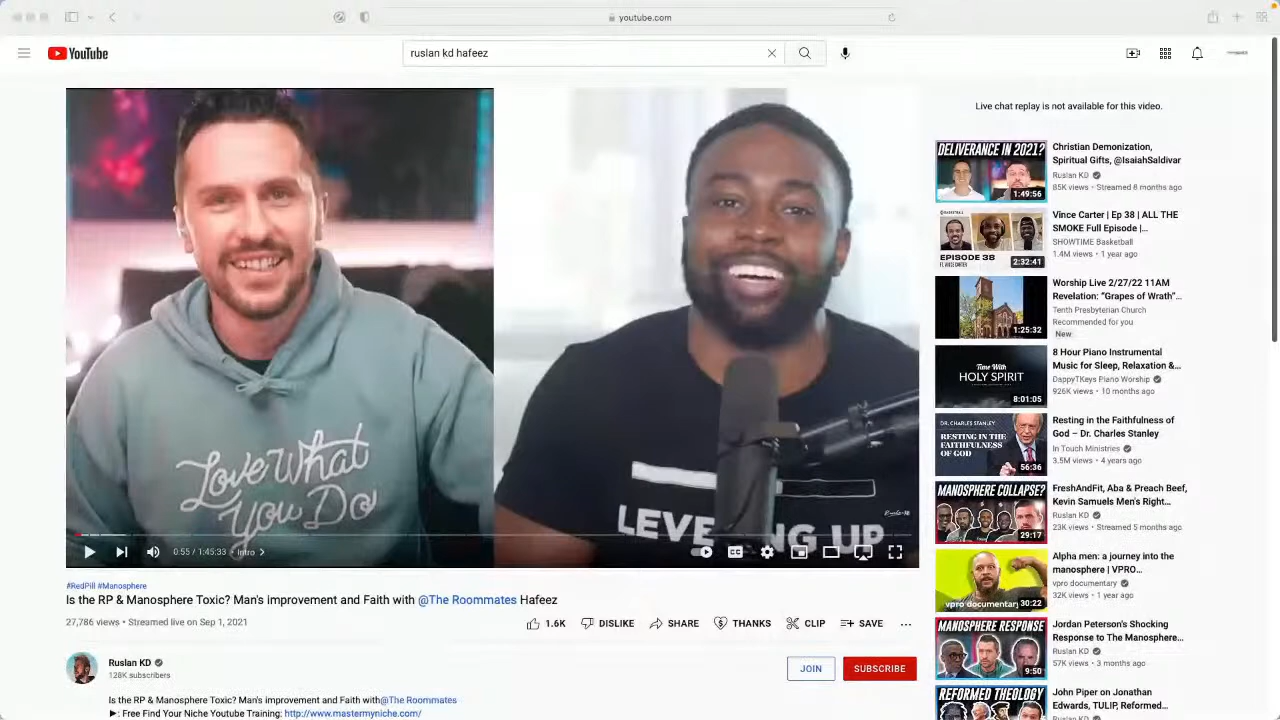 youtube.com
YouTube
ruslan kd hafeez
Love What
You Do
LEVELING UP
0:55 / 1:45:33 • Intro
#RedPill #Manosphere
Is the RP & Manosphere Toxic? Man's improvement and Faith with @The Roommates Hafeez
27,786 views • Streamed live on Sep 1, 2021
1.6K DISLIKE SHARE THANKS CLIP SAVE
Ruslan KD
128K subscribers
JOIN SUBSCRIBE
Is the RP & Manosphere Toxic? Man's improvement and Faith with@The Roommates
: Free Find Your Niche Youtube Training: http://www.mastermyniche.com/
Live chat replay is not available for this video.
DELIVERANCE IN 2021?
1:49:56
Christian Demonization,
Spiritual Gifts, @IsaiahSaldivar
Ruslan KD
85K views • Streamed 8 months ago
EPISODE 38
2:32:41
Vince Carter | Ep 38 | ALL THE
SMOKE Full Episode |...
SHOWTIME Basketball
1.4M views • 1 year ago
1:25:32
Worship Live 2/27/22 11AM
Revelation: “Grapes of Wrath”...
Tenth Presbyterian Church
Recommended for you
New
Time With
HOLY SPIRIT
8:01:05
8 Hour Piano Instrumental
Music for Sleep, Relaxation &...
DappyTKeys Piano Worship
926K views • 10 months ago
DR. CHARLES STANLEY
RESTING IN THE
FAITHFULNESS
OF GOD
56:36
Resting in the Faithfulness of
God – Dr. Charles Stanley
In Touch Ministries
3.5M views • 4 years ago
MANOSPHERE COLLAPSE?
29:17
FreshAndFit, Aba & Preach Beef,
Kevin Samuels Men's Right...
Ruslan KD
23K views • Streamed 5 months ago
vpro documentary
30:22
Alpha men: a journey into the
manosphere | VPRO...
vpro documentary
32K views • 1 year ago
MANOSPHERE RESPONSE
9:50
Jordan Peterson's Shocking
Response to The Manosphere...
Ruslan KD
57K views • 3 months ago
REFORMED THEOLOGY
John Piper on Jonathan
Edwards, TULIP, Reformed...
Ruslan KD